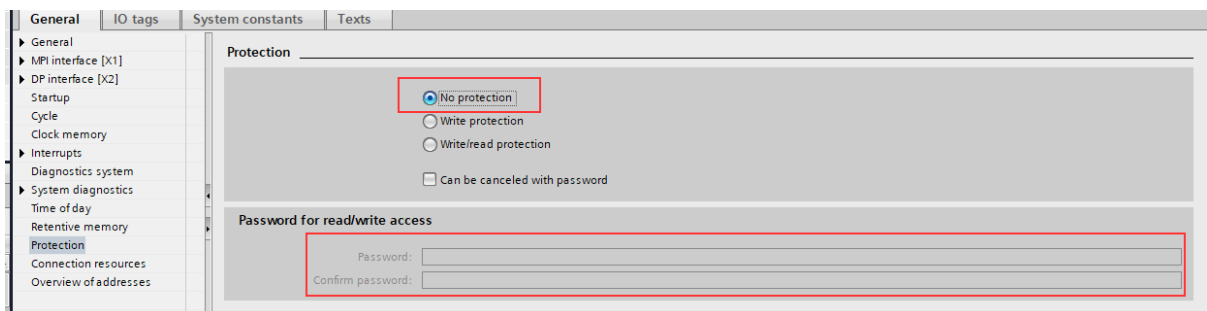 General IO tags System constants Texts
General
MPI interface [X1]
DP interface [X2]
Startup
Cycle
Clock memory
Interrupts
Diagnostics system
System diagnostics
Time of day
Retentive memory
Protection
Connection resources
Overview of addresses
Protection
No protection
Write protection
Write/read protection
Can be canceled with password
Password for read/write access
Password:
Confirm password: